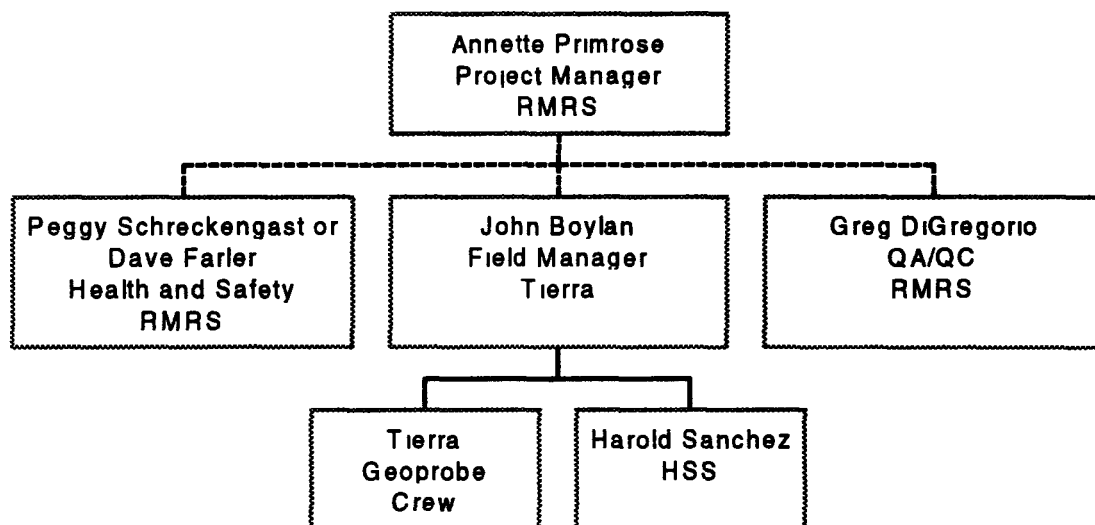 Annette Primrose
Project Manager
RMRS
Peggy Schreckengast or
Dave Farler
Health and Safety
RMRS
John Boylan
Field Manager
Tierra
Greg DiGregorio
QA/QC
RMRS
Tierra
Geoprobe
Crew
Harold Sanchez
HSS